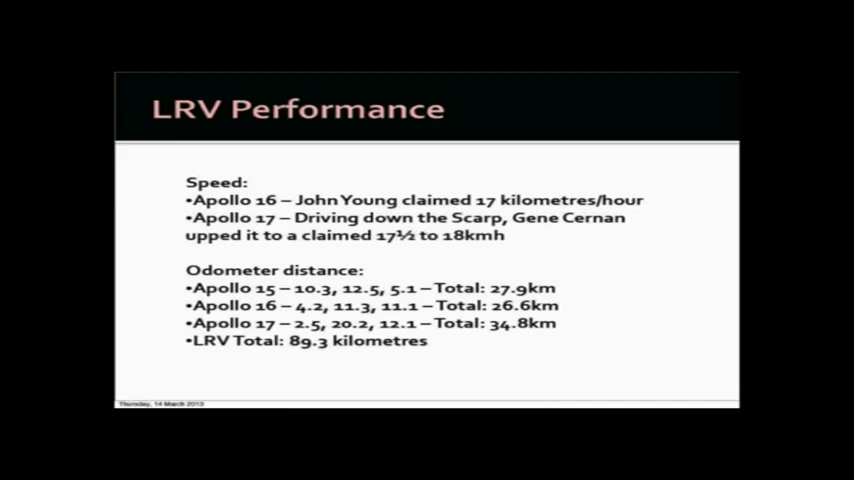 LRV Performance
Speed:
•Apollo 16 – John Young claimed 17 kilometres/hour
•Apollo 17 – Driving down the Scarp, Gene Cernan
upped it to a claimed 17½ to 18kmh
Odometer distance:
•Apollo 15 – 10.3, 12.5, 5.1 – Total: 27.9km
•Apollo 16 – 4.2, 11.3, 11.1 – Total: 26.6km
•Apollo 17 – 2.5, 20.2, 12.1 – Total: 34.8km
•LRV Total: 89.3 kilometres
Thursday, 14 March 2013